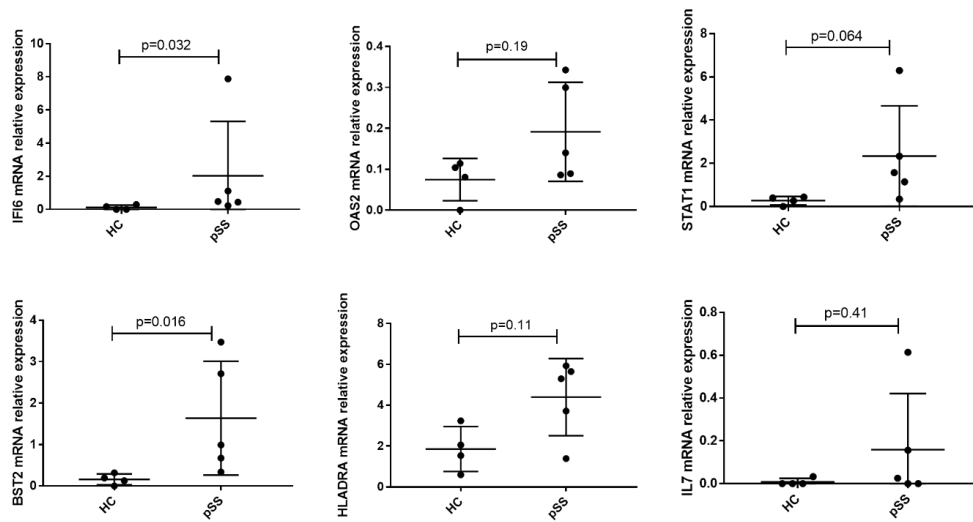 IFI6 mRNA relative expression
10
8
6
4
2
0
p=0.032
HC
pSS
OAS2 mRNA relative expression
0.4
0.3
0.2
0.1
0.0
p=0.19
HC
pSS
STAT1 mRNA relative expression
8
6
4
2
0
p=0.064
HC
pSS
BST2 mRNA relative expression
4
3
2
1
0
p=0.016
HC
pSS
HLADRA mRNA relative expression
8
6
4
2
0
p=0.11
HC
pSS
IL7 mRNA relative expression
0.8
0.6
0.4
0.2
0.0
p=0.41
HC
pSS